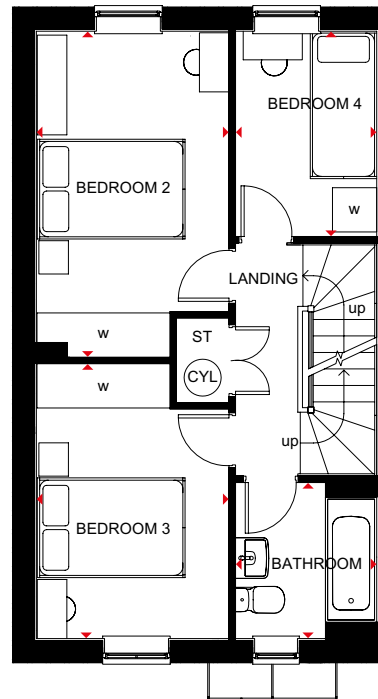 BEDROOM 4
BEDROOM 2
w
LANDING
up
w
ST
CYL
w
up
BEDROOM 3
BATHROOM